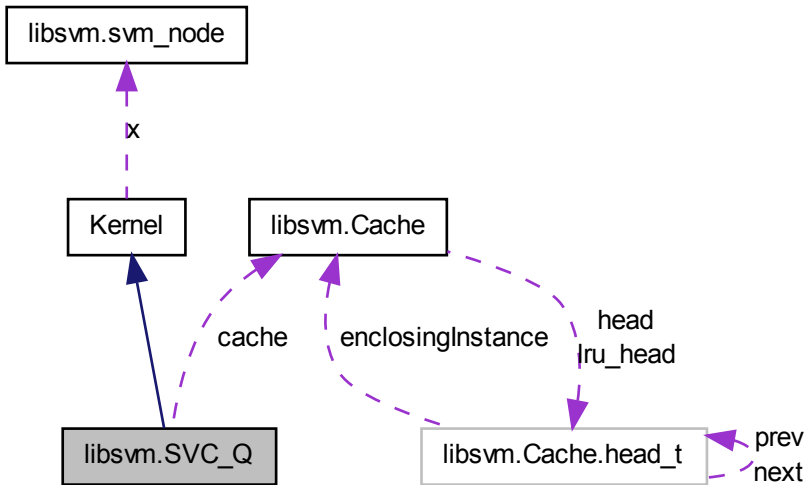 libsvm.svm_node
x
Kernel
libsvm.Cache
cache
enclosingInstance
head
lru_head
libsvm.SVC_Q
libsvm.Cache.head_t
prev
next